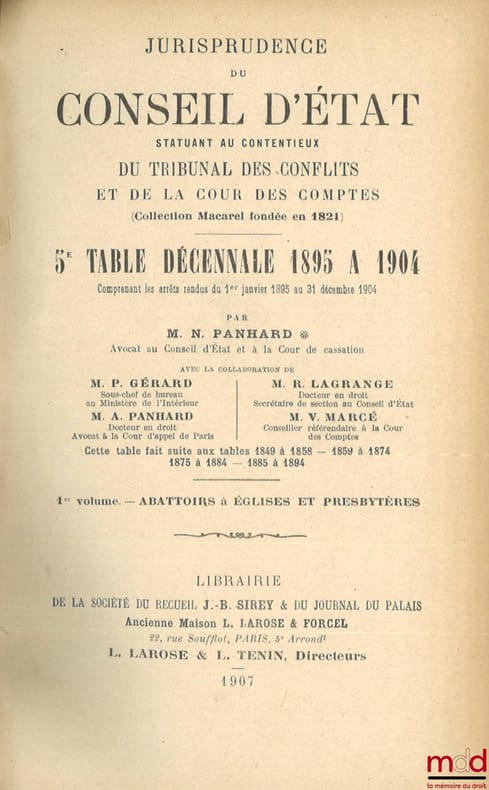 JURISPRUDENCE
DU
CONSEIL D'ÉTAT
STATUANT AU CONTENTIEUX
DU TRIBUNAL DES CONFLITS
ET DE LA COUR DES COMPTES
(Collection Macarel fondée en 1821)
5E TABLE DÉCENNALE 1895 A 1904
Comprenant les arrêts rendus du 1er janvier 1895 au 31 décembre 1904
PAR
M. N. PANHARD
Avocat au Conseil d'État et à la Cour de cassation
AVEC LA COLLABORATION DE
M. P. GÉRARD
Sous-chef de bureau
au Ministère de l'Intérieur
M. A. PANHARD
Docteur en droit
Avocat à la Cour d'appel de Paris
M. R. LAGRANGE
Docteur en droit
Secrétaire de section au Conseil d'État
M. V. MARCÉ
Conseiller référendaire à la Cour
des Comptes
Cette table fait suite aux tables 1849 à 1858 — 1859 à 1874
1875 à 1884 — 1885 à 1894
1er volume. — ABATTOIRS à ÉGLISES ET PRESBYTÈRES
LIBRAIRIE
DE LA SOCIÉTÉ DU RECUEIL J.-B. SIREY & DU JOURNAL DU PALAIS
Ancienne Maison L. LAROSE & FORCEL
22, rue Soufflot, PARIS, 5e Arrondt
L. LAROSE & L. TENIN, Directeurs
1907
mdd
la mémoire du droit